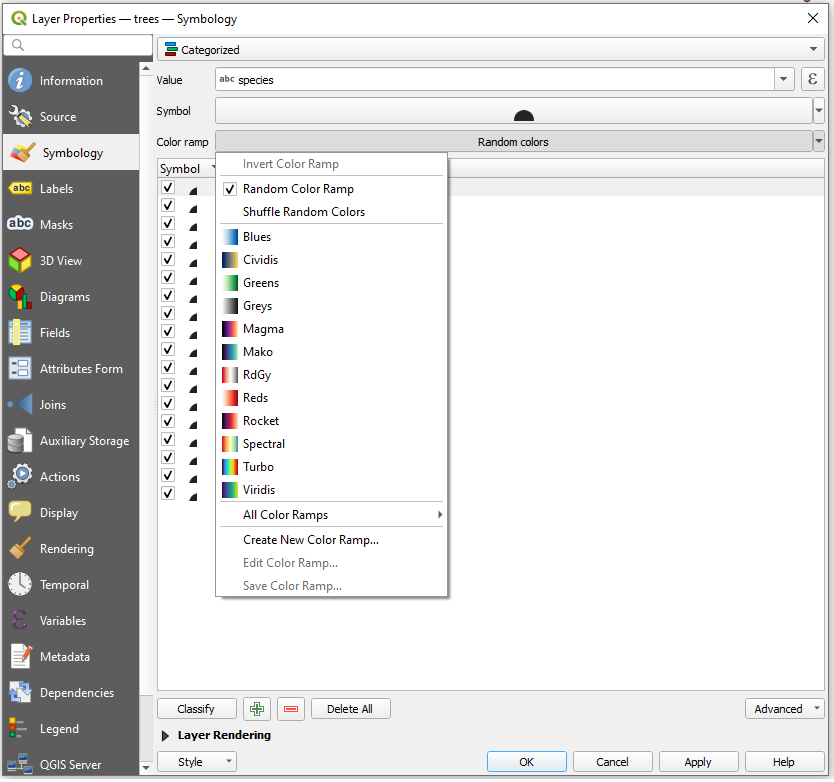 Layer Properties — trees — Symbology
Categorized
Information
Value
abc species
ε
Source
Symbol
Symbology
Color ramp
Random colors
Symbol
Invert Color Ramp
Random Color Ramp
Shuffle Random Colors
Blues
Cividis
Greens
Greys
Magma
Mako
RdGy
Reds
Rocket
Spectral
Turbo
Viridis
All Color Ramps
Create New Color Ramp...
Edit Color Ramp...
Save Color Ramp...
abc Labels
abc Masks
3D View
Diagrams
Fields
Attributes Form
Joins
Auxiliary Storage
Actions
Display
Rendering
Temporal
ε Variables
Metadata
Dependencies
Legend
QGIS Server
Classify
Delete All
Advanced
Layer Rendering
Style
OK
Cancel
Apply
Help